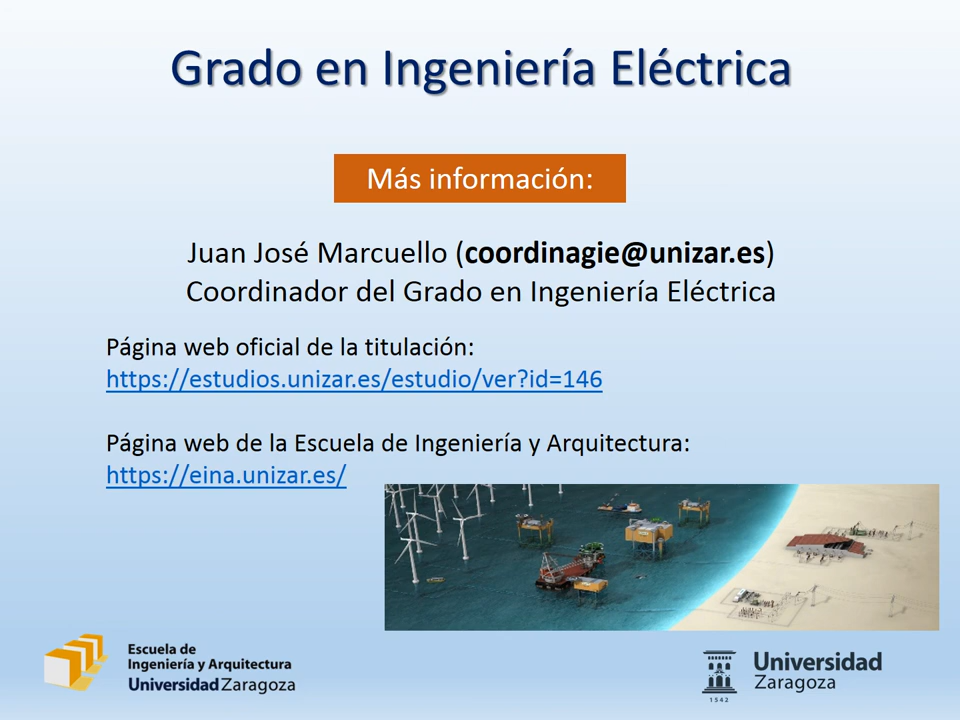 Grado en Ingeniería Eléctrica
Más información:
Juan José Marcuello (coordinagie@unizar.es)
Coordinador del Grado en Ingeniería Eléctrica
Página web oficial de la titulación:
https://estudios.unizar.es/estudio/ver?id=146
Página web de la Escuela de Ingeniería y Arquitectura:
https://eina.unizar.es/
Escuela de
Ingeniería y Arquitectura
Universidad Zaragoza
Universidad
Zaragoza
1542